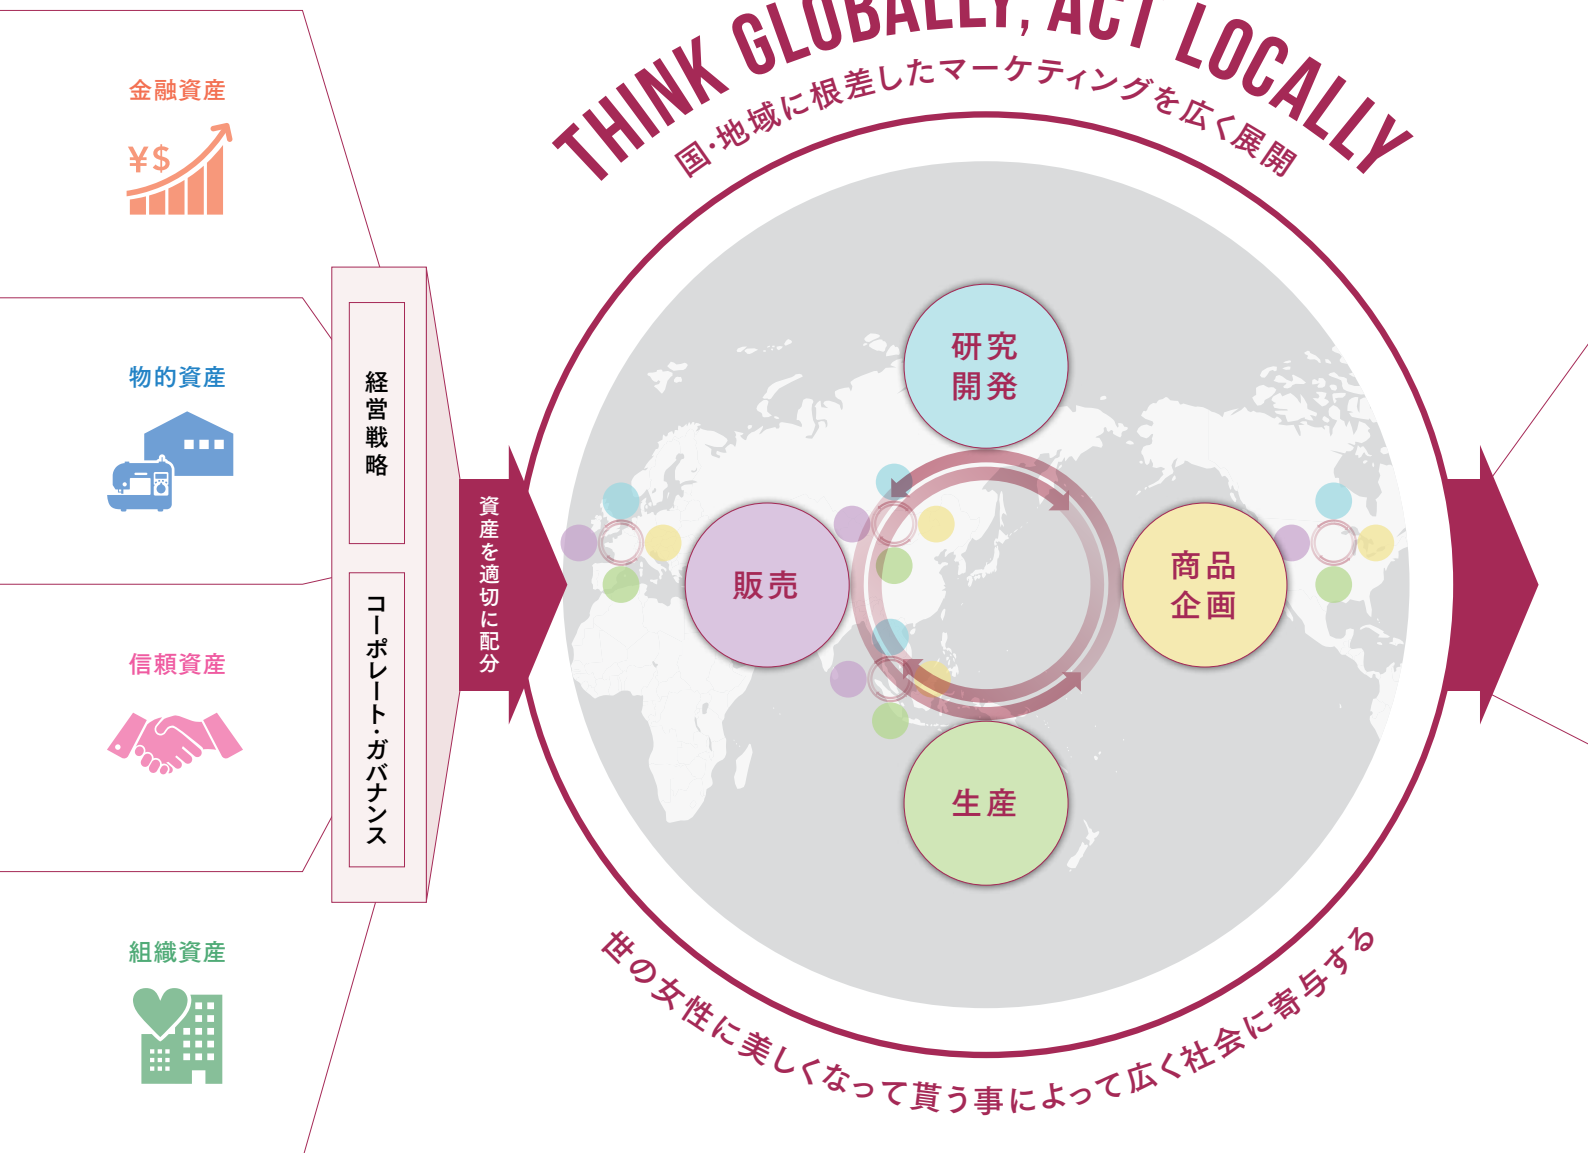 THINK GLOBALLY, ACT LOCALLY
国・地域に根差したマーケティングを広く展開
金融資産
¥$
物的資産
信頼資産
組織資産
経営戦略
コーポレート・ガバナンス
資産を適切に配分
研究
開発
販売
商品
企画
生産
世の女性に美しくなって貰う事によって広く社会に寄与する